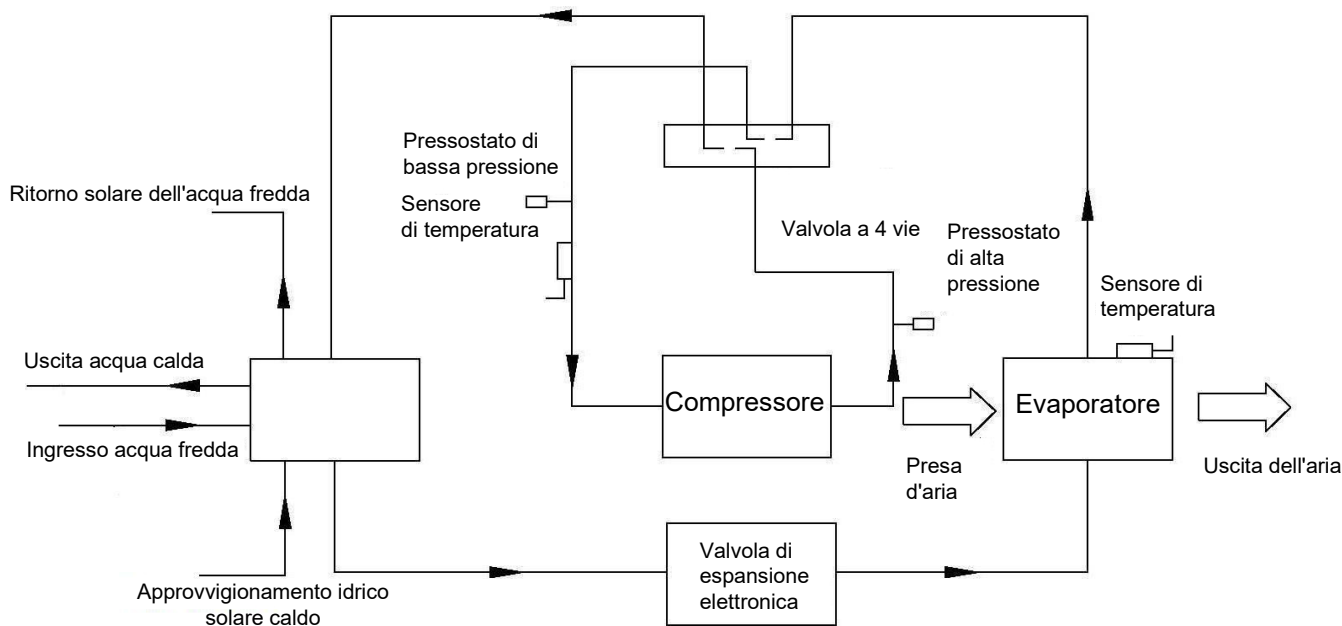 Pressostato di
bassa pressione
Ritorno solare dell'acqua fredda
Sensore
di temperatura
Valvola a 4 vie
Pressostato
di alta
pressione
Sensore di
temperatura
Uscita acqua calda
Compressore
Evaporatore
Ingresso acqua fredda
Presa
d'aria
Uscita dell'aria
Valvola di
espansione
elettronica
Approvvigionamento idrico
solare caldo